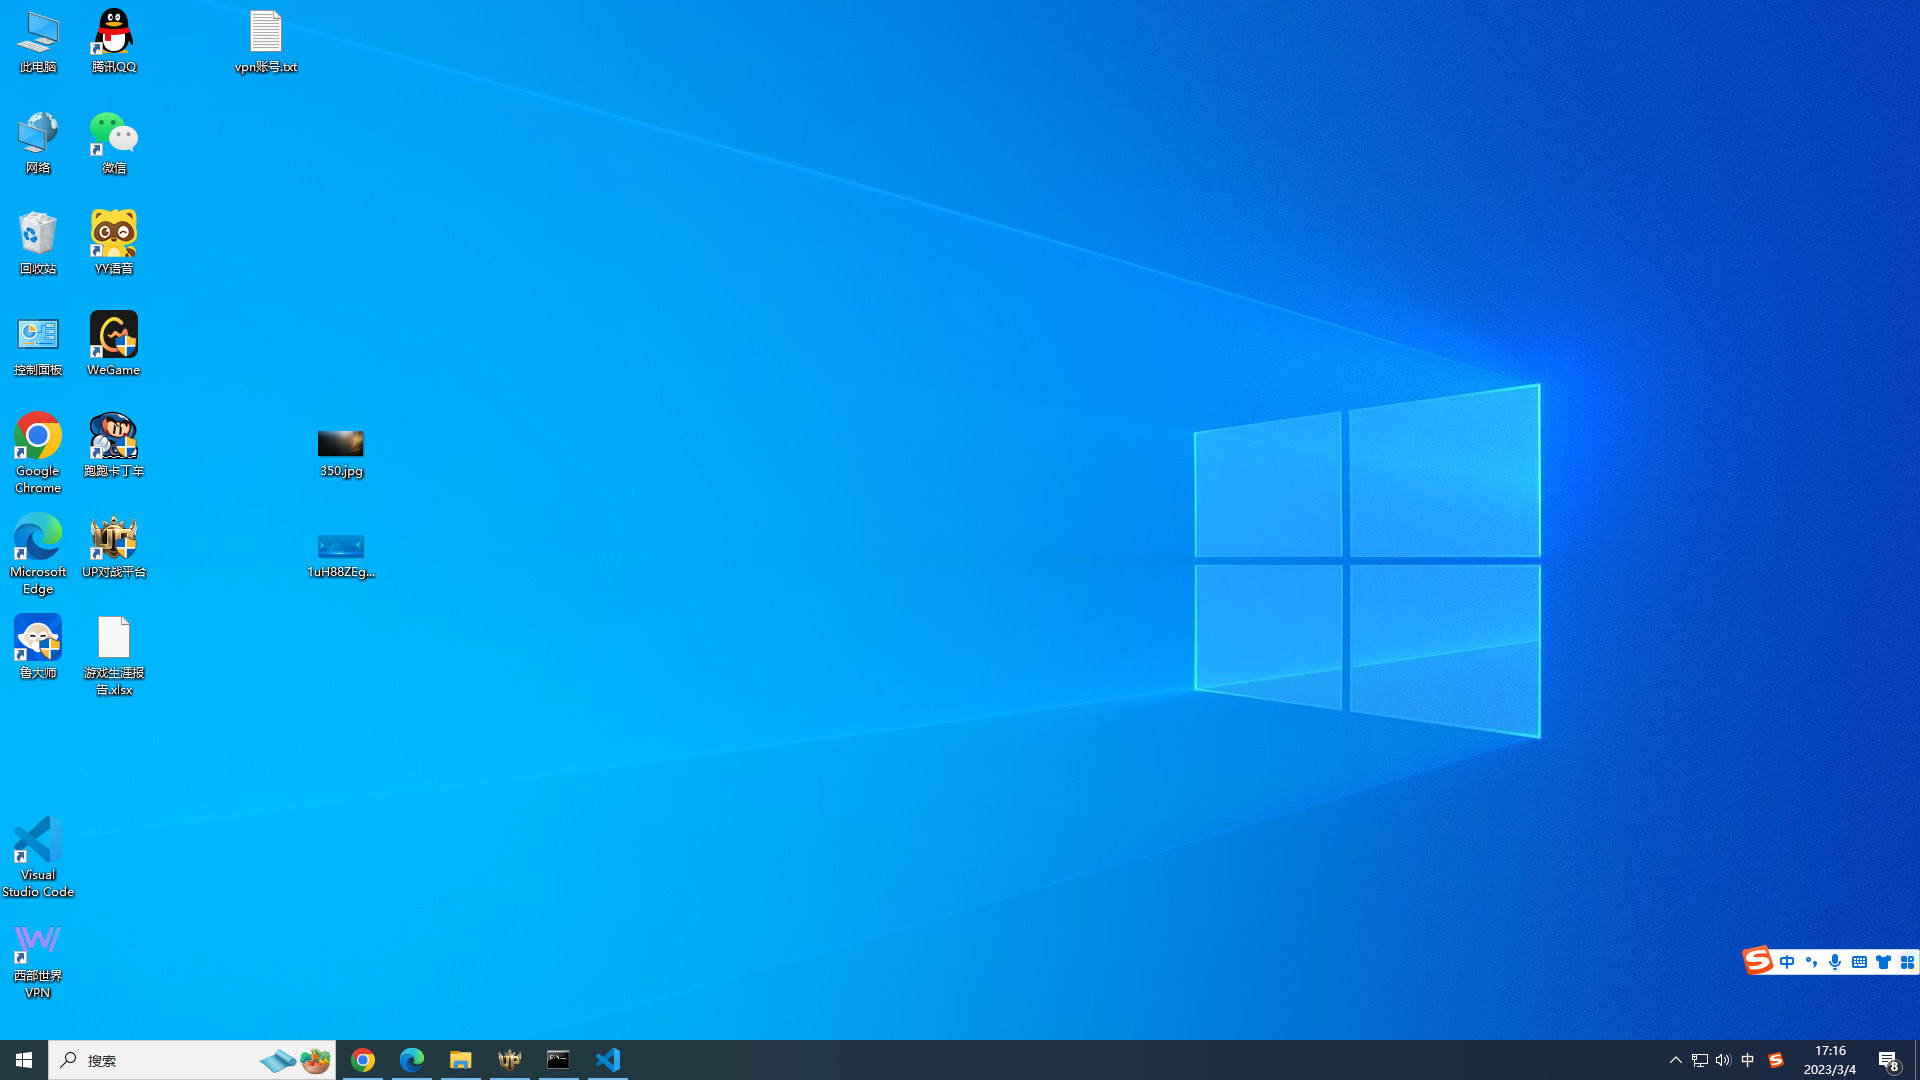 此电脑
腾讯QQ
vpn账号.txt
网络
微信
回收站
YY语音
控制面板
WeGame
Google
Chrome
跑跑卡丁车
350.jpg
Microsoft
Edge
UP对战平台
1uH88ZEg...
鲁大师
游戏生涯报
告.xlsx
Visual
Studio Code
西部世界
VPN
中
搜索
中
17:16
2023/3/4
8